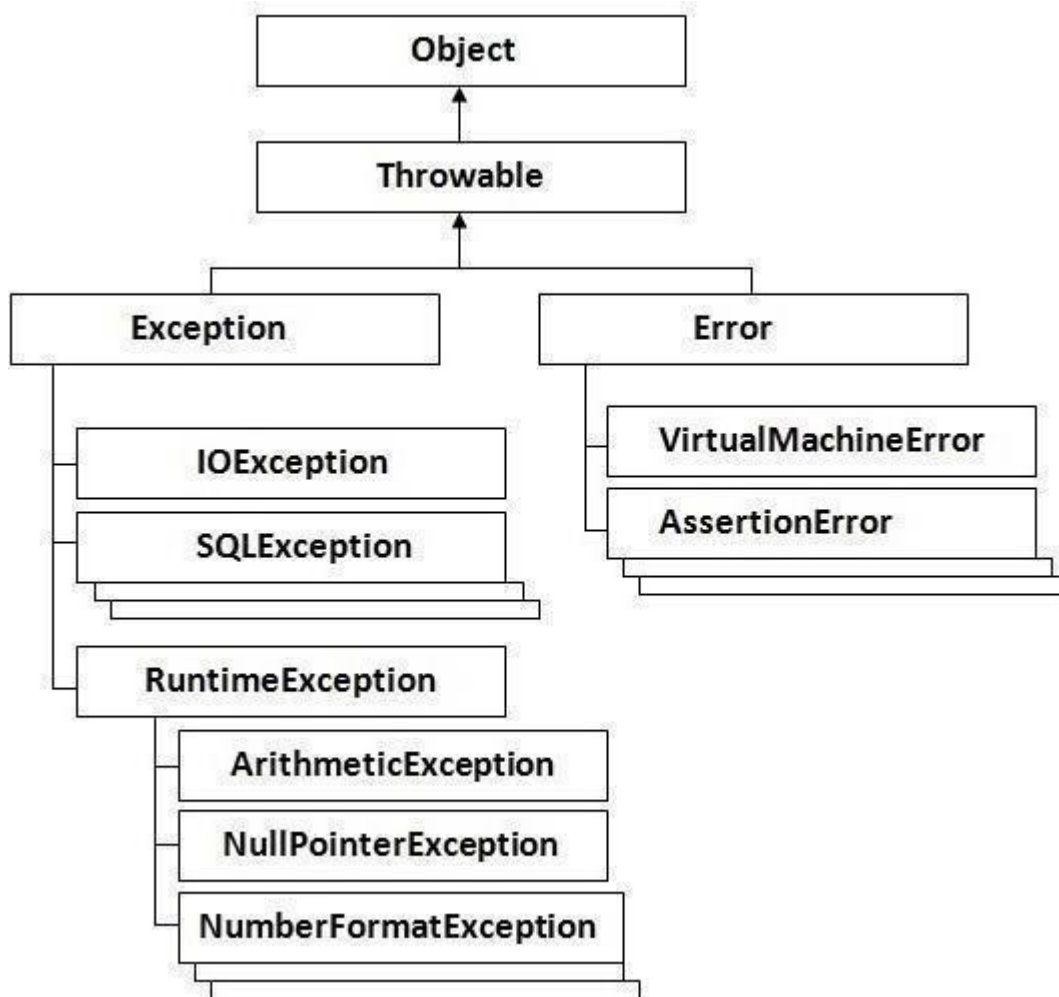 Object
Throwable
Exception
Error
IOException
SQLException
RuntimeException
ArithmeticException
NullPointerException
NumberFormatException
VirtualMachineError
AssertionError